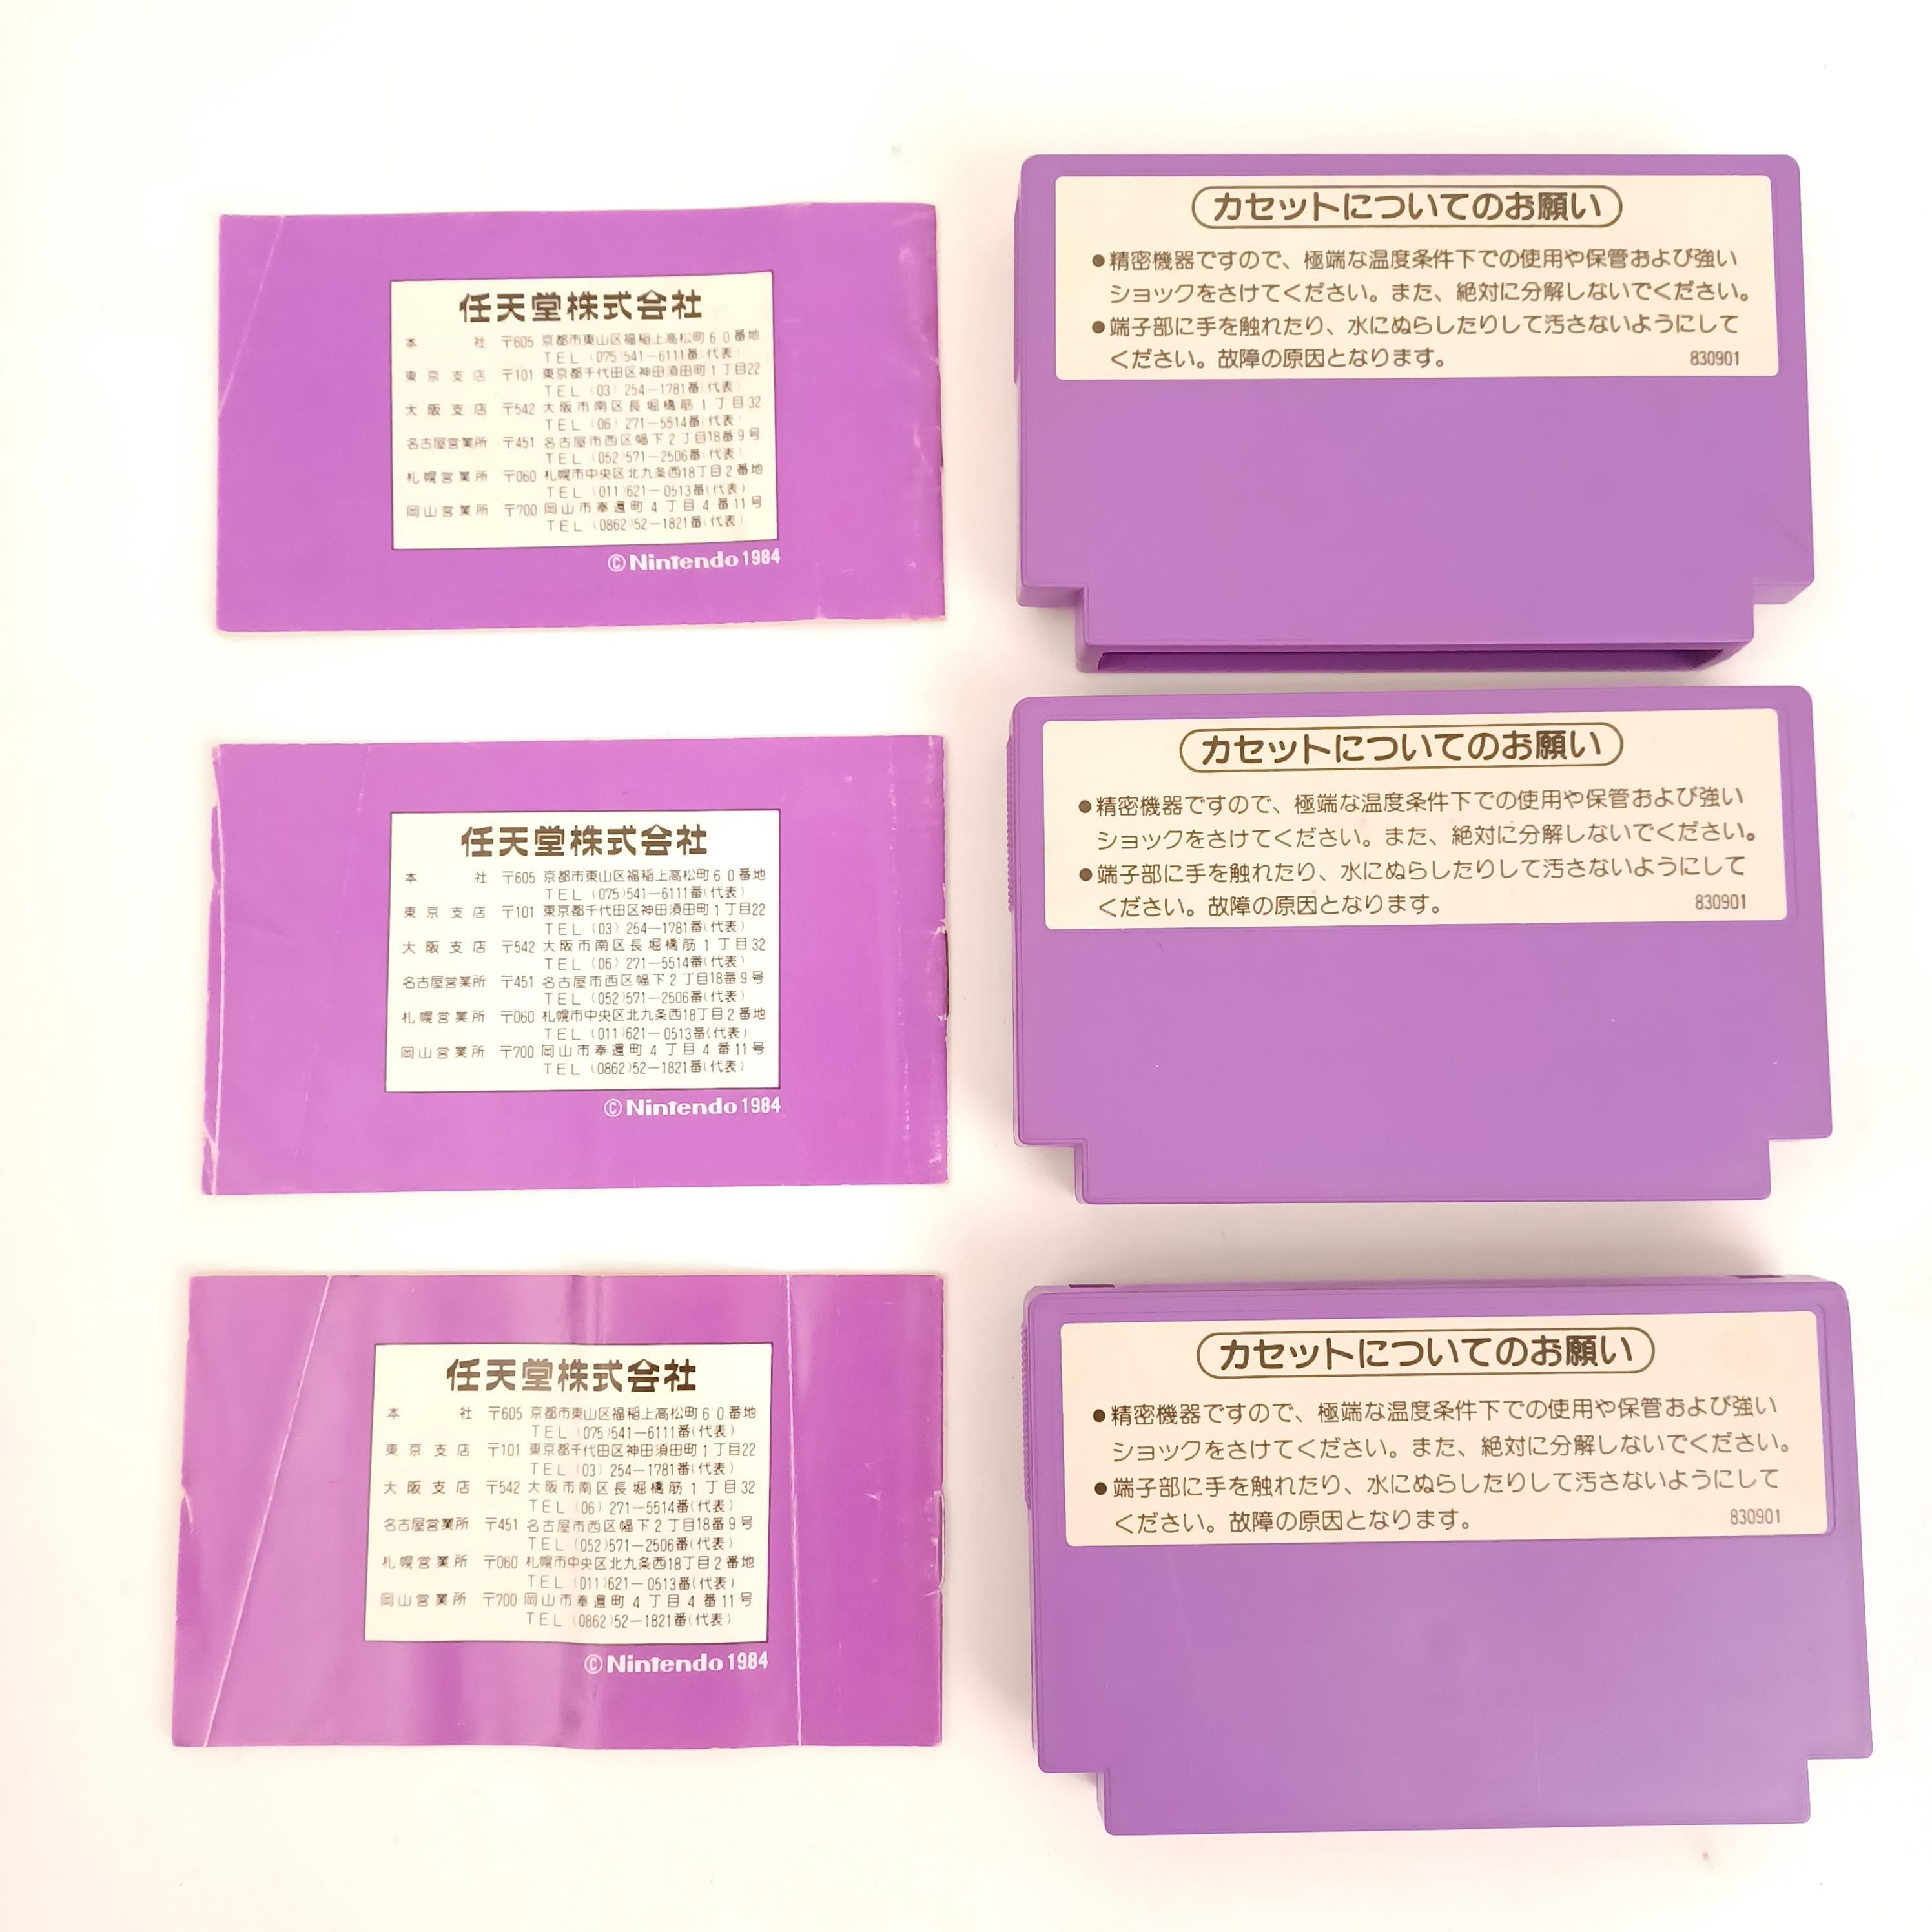 任天堂株式会社
本社 〒605 京都市東山区福稲上高松町60番地
TEL (075)541-6111番(代表)
東京支店 〒101 東京都千代田区神田須田町1丁目22
TEL (03) 254-1781番(代表)
大阪支店 〒542 大阪市南区長堀橋筋1丁目32
TEL (06) 271-5514番(代表)
名古屋営業所 〒451 名古屋市西区幅下2丁目18番9号
TEL (052)571-2506番(代表)
札幌営業所 〒060 札幌市中央区北九条西18丁目2番地
TEL (011)621-0513番(代表)
岡山営業所 〒700 岡山市奉還町4丁目4番11号
TEL (0862)52-1821番(代表)
©Nintendo 1984
カセットについてのお願い
●精密機器ですので、極端な温度条件下での使用や保管および強い
ショックをさけてください。また、絶対に分解しないでください。
●端子部に手を触れたり、水にぬらしたりして汚さないようにして
ください。故障の原因となります。 830901
任天堂株式会社
本社 〒605 京都市東山区福稲上高松町60番地
TEL (075)541-6111番(代表)
東京支店 〒101 東京都千代田区神田須田町1丁目22
TEL (03) 254-1781番(代表)
大阪支店 〒542 大阪市南区長堀橋筋1丁目32
TEL (06) 271-5514番(代表)
名古屋営業所 〒451 名古屋市西区幅下2丁目18番9号
TEL (052)571-2506番(代表)
札幌営業所 〒060 札幌市中央区北九条西18丁目2番地
TEL (011)621-0513番(代表)
岡山営業所 〒700 岡山市奉還町4丁目4番11号
TEL (0862)52-1821番(代表)
©Nintendo 1984
カセットについてのお願い
●精密機器ですので、極端な温度条件下での使用や保管および強い
ショックをさけてください。また、絶対に分解しないでください。
●端子部に手を触れたり、水にぬらしたりして汚さないようにして
ください。故障の原因となります。 830901
任天堂株式会社
本社 〒605 京都市東山区福稲上高松町60番地
TEL (075)541-6111番(代表)
東京支店 〒101 東京都千代田区神田須田町1丁目22
TEL (03) 254-1781番(代表)
大阪支店 〒542 大阪市南区長堀橋筋1丁目32
TEL (06) 271-5514番(代表)
名古屋営業所 〒451 名古屋市西区幅下2丁目18番9号
TEL (052)571-2506番(代表)
札幌営業所 〒060 札幌市中央区北九条西18丁目2番地
TEL (011)621-0513番(代表)
岡山営業所 〒700 岡山市奉還町4丁目4番11号
TEL (0862)52-1821番(代表)
©Nintendo 1984
カセットについてのお願い
●精密機器ですので、極端な温度条件下での使用や保管および強い
ショックをさけてください。また、絶対に分解しないでください。
●端子部に手を触れたり、水にぬらしたりして汚さないようにして
ください。故障の原因となります。 830901